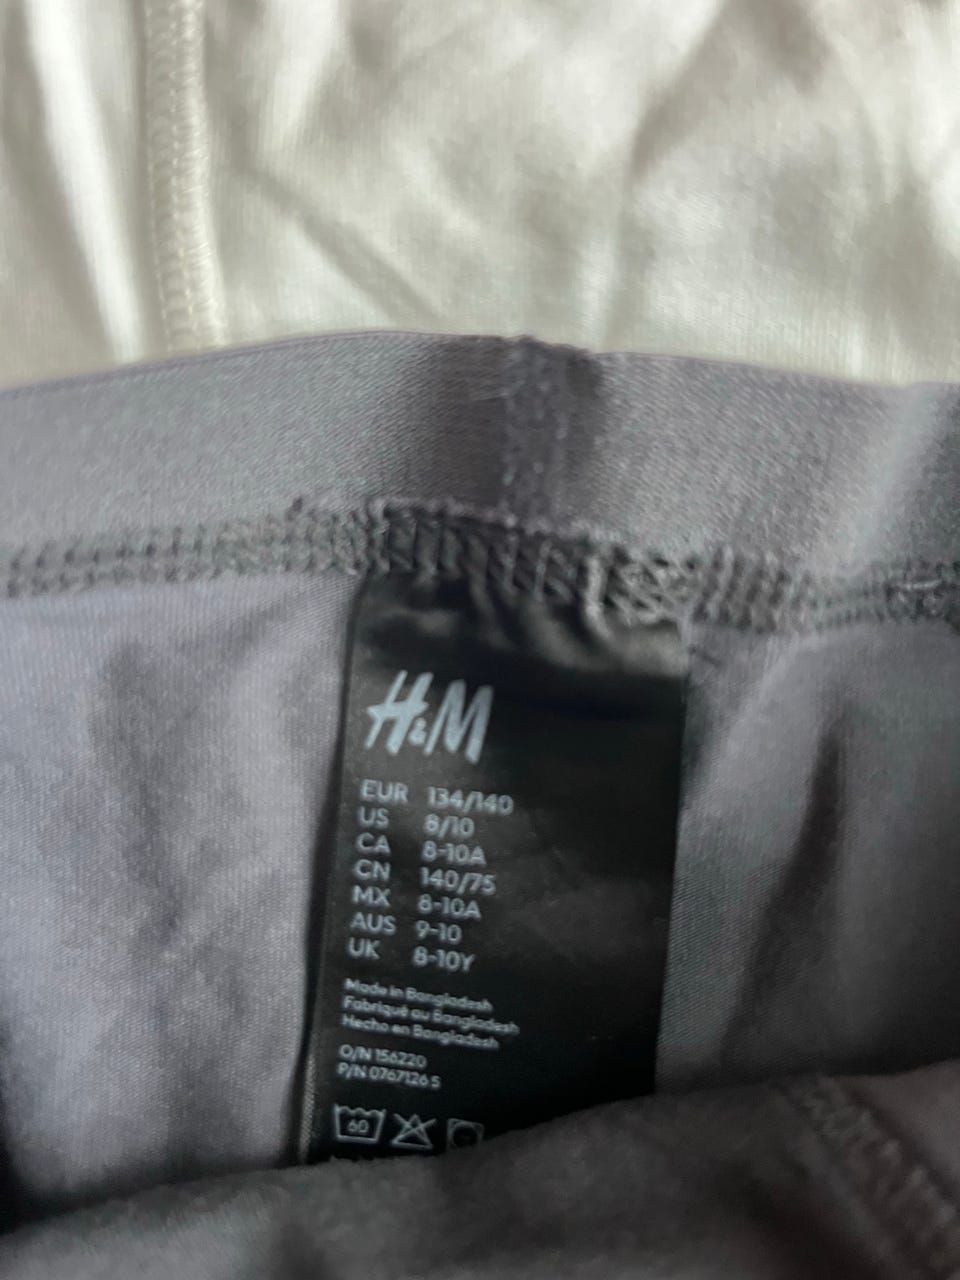 H&M
EUR 134/140
US 8/10
CA 8-10A
CN 140/75
MX 8-10A
AUS 9-10
UK 8-10Y
Made in Bangladesh
Fabriqué au Bangladesh
Hecho en Bangladesh
O/N 156220
P/N 0767126 S
60